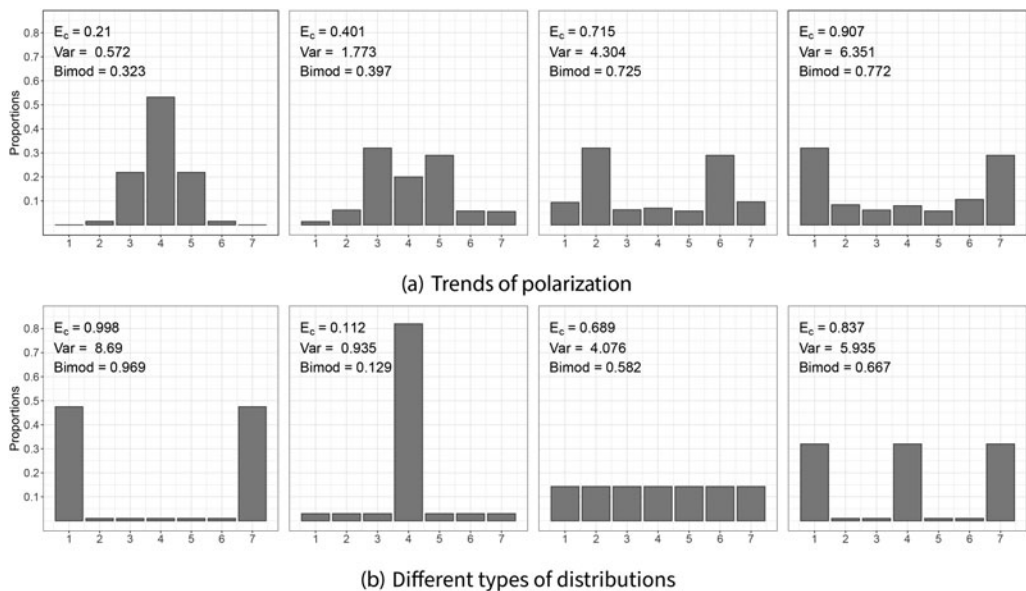 E_c = 0.21
Var = 0.572
Bimod = 0.323
E_c = 0.401
Var = 1.773
Bimod = 0.397
E_c = 0.715
Var = 4.304
Bimod = 0.725
E_c = 0.907
Var = 6.351
Bimod = 0.772
Proportions
0.8
0.7
0.6
0.5
0.4
0.3
0.2
0.1
1 2 3 4 5 6 7
1 2 3 4 5 6 7
1 2 3 4 5 6 7
1 2 3 4 5 6 7
(a) Trends of polarization
E_c = 0.998
Var = 8.69
Bimod = 0.969
E_c = 0.112
Var = 0.935
Bimod = 0.129
E_c = 0.689
Var = 4.076
Bimod = 0.582
E_c = 0.837
Var = 5.935
Bimod = 0.667
Proportions
0.8
0.7
0.6
0.5
0.4
0.3
0.2
0.1
1 2 3 4 5 6 7
1 2 3 4 5 6 7
1 2 3 4 5 6 7
1 2 3 4 5 6 7
(b) Different types of distributions